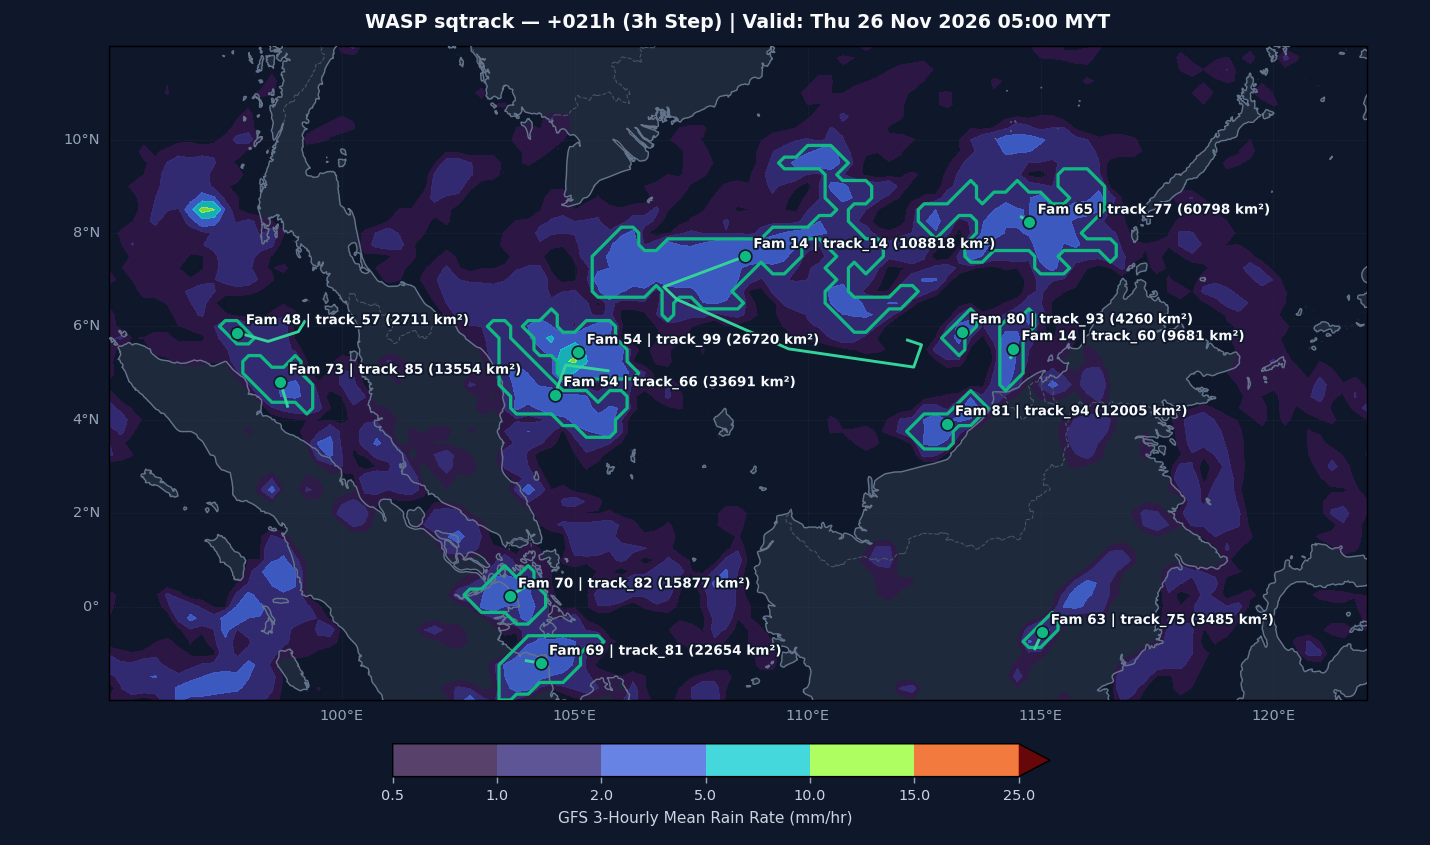 WASP sqtrack — +021h (3h Step) | Valid: Thu 26 Nov 2026 05:00 MYT
10°N
8°N
6°N
4°N
2°N
0°
Fam 65 | track_77 (60798 km²)
Fam 14 | track_14 (108818 km²)
Fam 48 | track_57 (2711 km²)
Fam 80 | track_93 (4260 km²)
Fam 14 | track_60 (9681 km²)
Fam 54 | track_99 (26720 km²)
Fam 73 | track_85 (13554 km²)
Fam 54 | track_66 (33691 km²)
Fam 81 | track_94 (12005 km²)
Fam 70 | track_82 (15877 km²)
Fam 63 | track_75 (3485 km²)
Fam 69 | track_81 (22654 km²)
100°E 105°E 110°E 115°E 120°E
0.5 1.0 2.0 5.0 10.0 15.0 25.0
GFS 3-Hourly Mean Rain Rate (mm/hr)